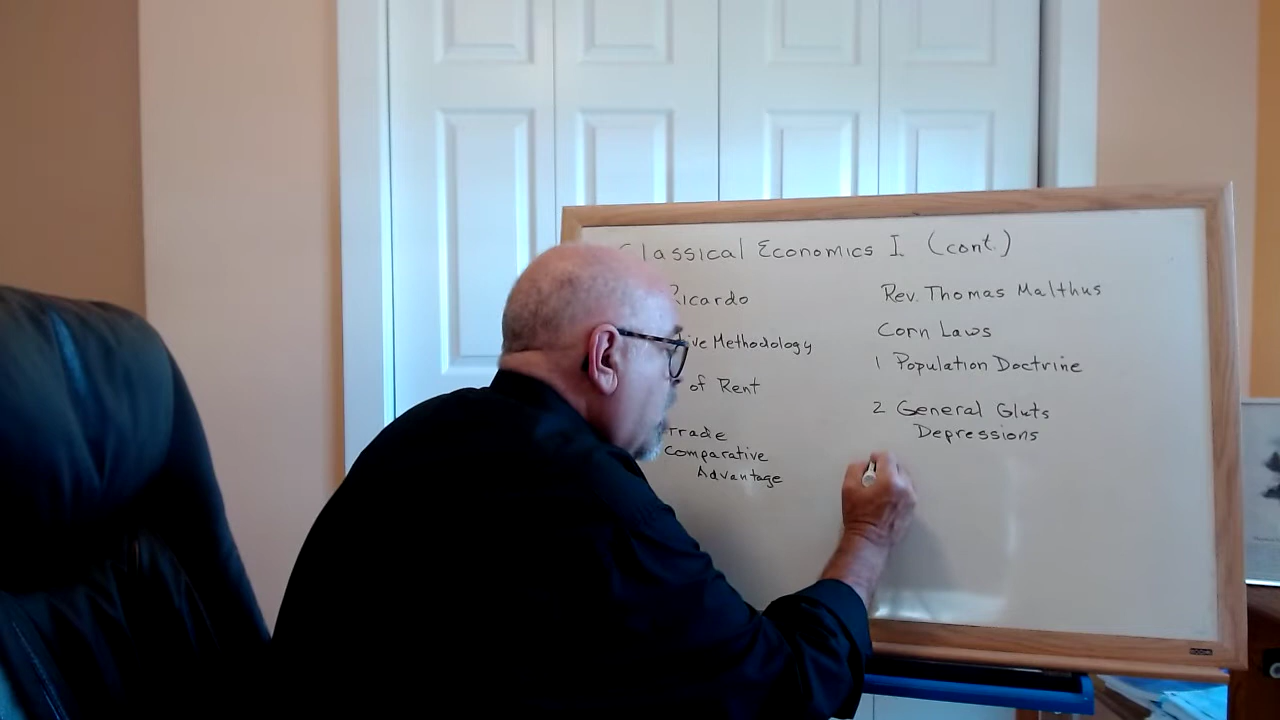 Classical Economics I. (cont.)
Ricardo
Methodology
of Rent
Trade
Comparative
Advantage
Rev. Thomas Malthus
Corn Laws
1 Population Doctrine
2 General Gluts
Depressions